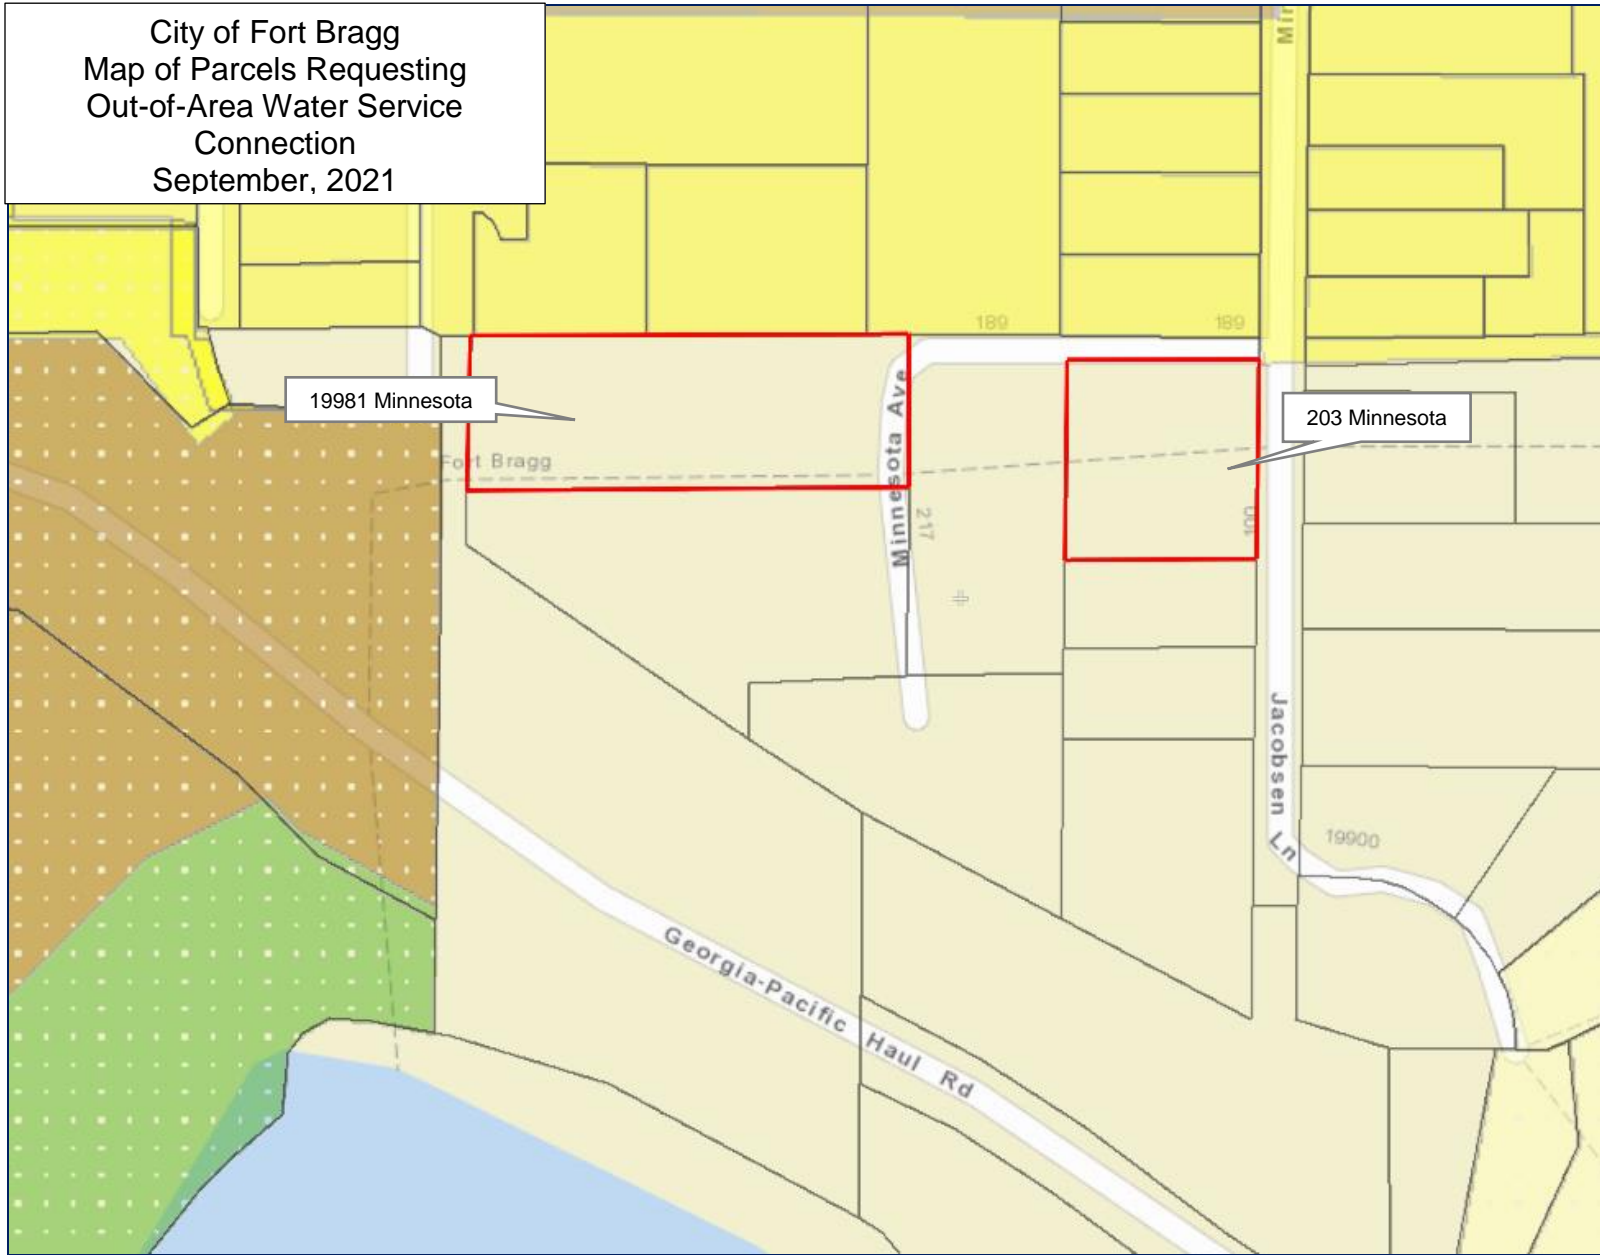 City of Fort Bragg
Map of Parcels Requesting
Out-of-Area Water Service
Connection
September, 2021
189
189
Minnesota Ave
19981 Minnesota
203 Minnesota
Fort Bragg
217
100
Jacobsen Ln
19900
Georgia-Pacific Haul Rd